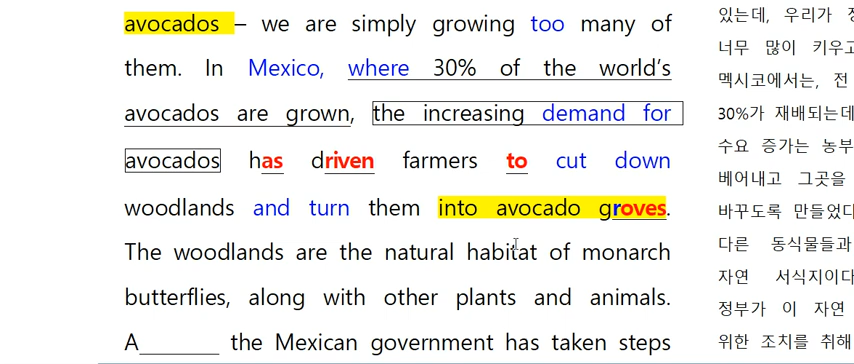 avocados – we are simply growing too many of
them. In Mexico, where 30% of the world's
avocados are grown, the increasing demand for
avocados has driven farmers to cut down
woodlands and turn them into avocado groves.
The woodlands are the natural habitat of monarch
butterflies, along with other plants and animals.
A_______ the Mexican government has taken steps
있는데, 우리가
너무 많이 키우고
멕시코에서는, 전
30%가 재배되는데
수요 증가는 농부
베어내고 그곳을
바꾸도록 만들었다
다른 동식물들과
자연 서식지이다
정부가 이 자연
위한 조치를 취해